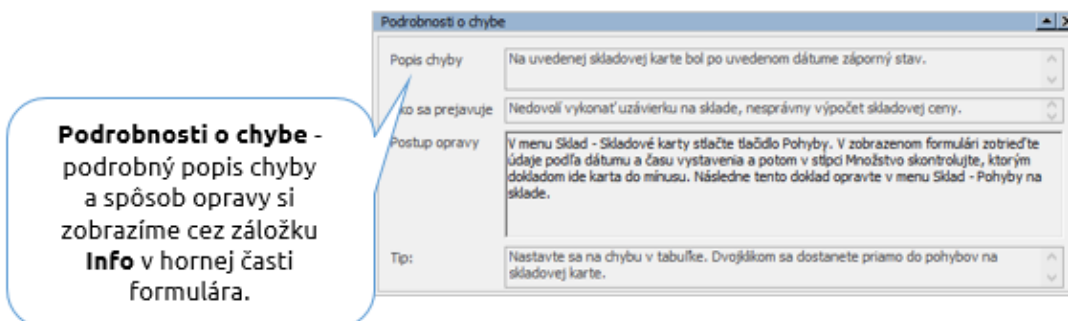 Podrobnosti o chybe
Popis chyby
Na uvedenej skladovej karte bol po uvedenom dátume záporný stav.
ko sa prejavuje
Nedovolí vykonať uzávierku na sklade, nesprávny výpočet skladovej ceny.
Postup opravy
V menu Sklad - Skladové karty stlačte tlačidlo Pohyby. V zobrazenom formulári zotrieďte
údaje podľa dátumu a času vystavenia a potom v stĺpci Množstvo skontrolujte, ktorým
dokladom ide karta do mínusu. Následne tento doklad opravte v menu Sklad - Pohyby na
sklade.
Tip:
Nastavte sa na chybu v tabuľke. Dvojklikom sa dostanete priamo do pohybov na
skladovej karte.
Podrobnosti o chybe -
podrobný popis chyby
a spôsob opravy si
zobrazíme cez záložku
Info v hornej časti
formulára.